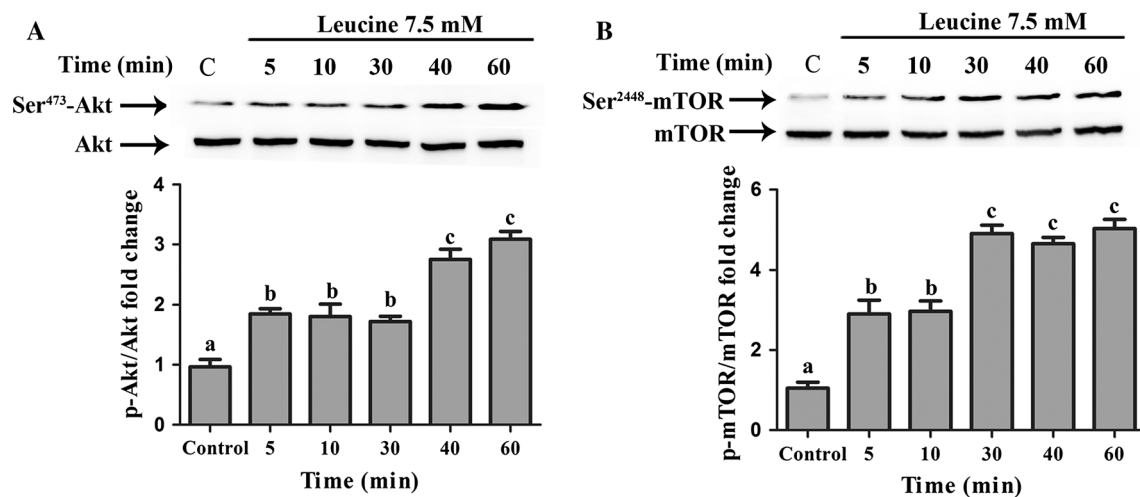 A
Leucine 7.5 mM
Time (min) C 5 10 30 40 60
Ser473-Akt
Akt
p-Akt/Akt fold change
4
3
2
1
0
a
b
b
b
c
c
Control 5 10 30 40 60
Time (min)
B
Leucine 7.5 mM
Time (min) C 5 10 30 40 60
Ser2448-mTOR
mTOR
p-mTOR/mTOR fold change
6
4
2
0
a
b
b
c
c
c
Control 5 10 30 40 60
Time (min)